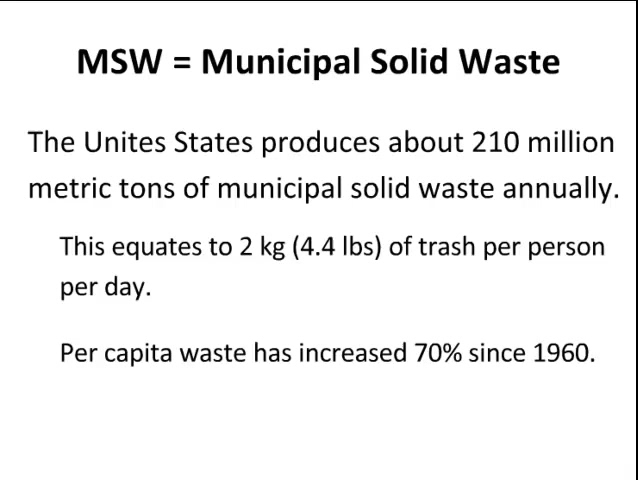 MSW = Municipal Solid Waste
The Unites States produces about 210 million
metric tons of municipal solid waste annually.
This equates to 2 kg (4.4 lbs) of trash per person
per day.
Per capita waste has increased 70% since 1960.